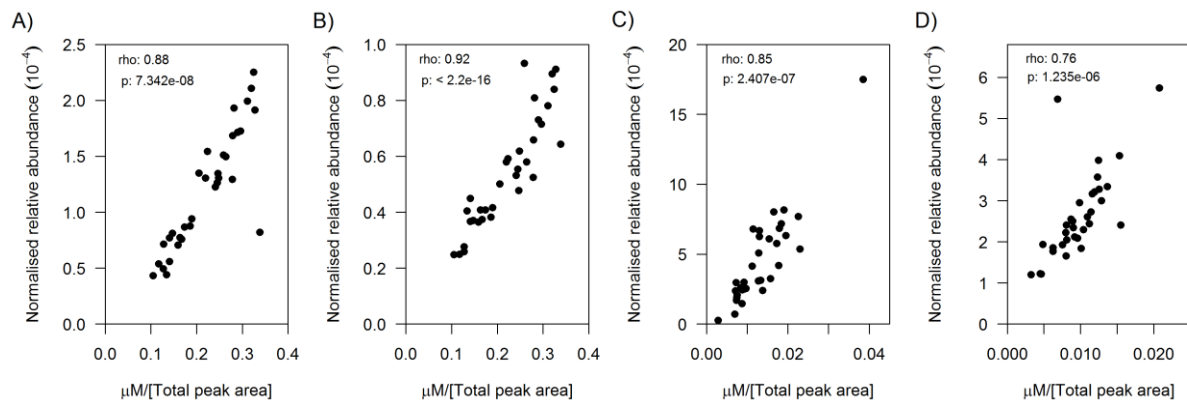 A)
Normalised relative abundance (10⁻⁴)
2.5
2.0
1.5
1.0
0.5
0.0
rho: 0.88
p: 7.342e-08
0.0 0.1 0.2 0.3 0.4
μM/[Total peak area]
B)
Normalised relative abundance (10⁻⁴)
1.0
0.8
0.6
0.4
0.2
0.0
rho: 0.92
p: < 2.2e-16
0.0 0.1 0.2 0.3 0.4
μM/[Total peak area]
C)
Normalised relative abundance (10⁻⁴)
20
15
10
5
0
rho: 0.85
p: 2.407e-07
0.00 0.02 0.04
μM/[Total peak area]
D)
Normalised relative abundance (10⁻⁴)
6
5
4
3
2
1
0
rho: 0.76
p: 1.235e-06
0.000 0.010 0.020
μM/[Total peak area]